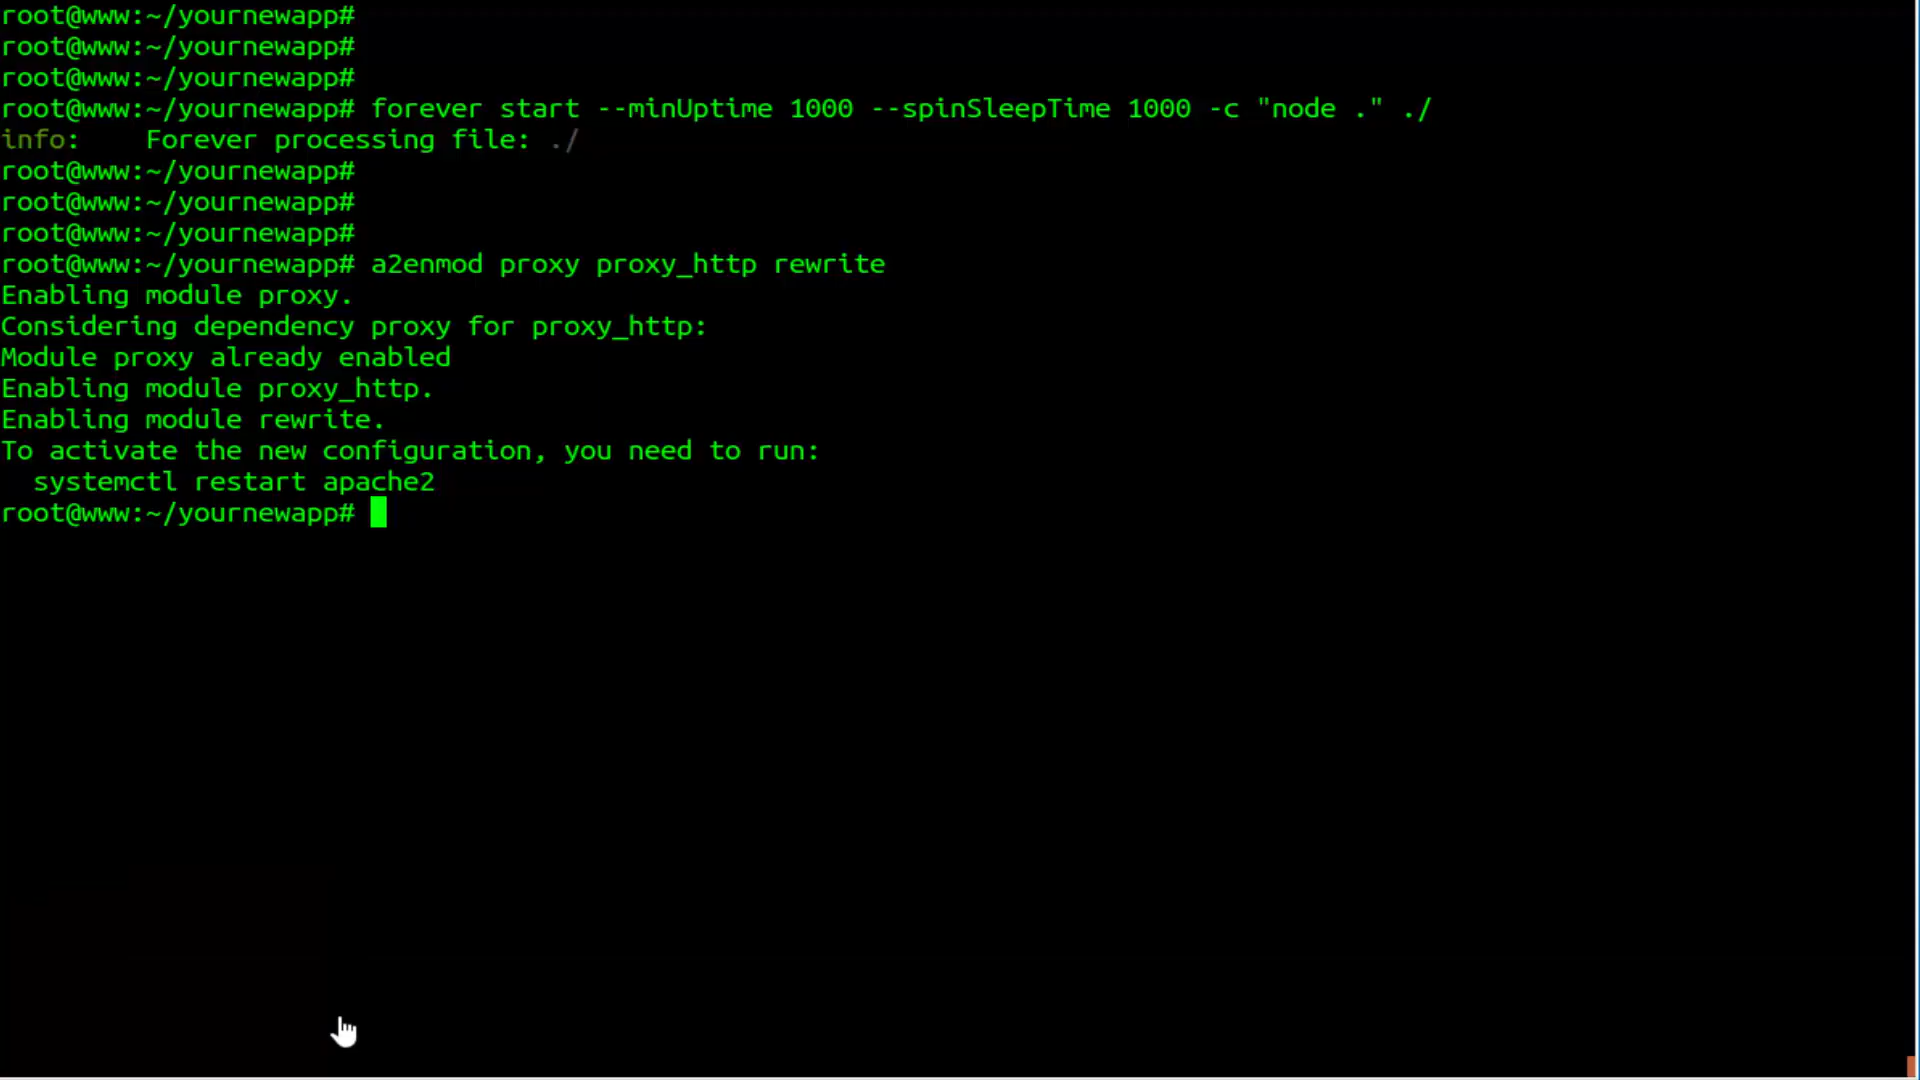 root@www:~/yournewapp#
root@www:~/yournewapp#
root@www:~/yournewapp#
root@www:~/yournewapp# forever start --minUptime 1000 --spinSleepTime 1000 -c "node ." ./
info:    Forever processing file: ./
root@www:~/yournewapp#
root@www:~/yournewapp#
root@www:~/yournewapp#
root@www:~/yournewapp# a2enmod proxy proxy_http rewrite
Enabling module proxy.
Considering dependency proxy for proxy_http:
Module proxy already enabled
Enabling module proxy_http.
Enabling module rewrite.
To activate the new configuration, you need to run:
  systemctl restart apache2
root@www:~/yournewapp#